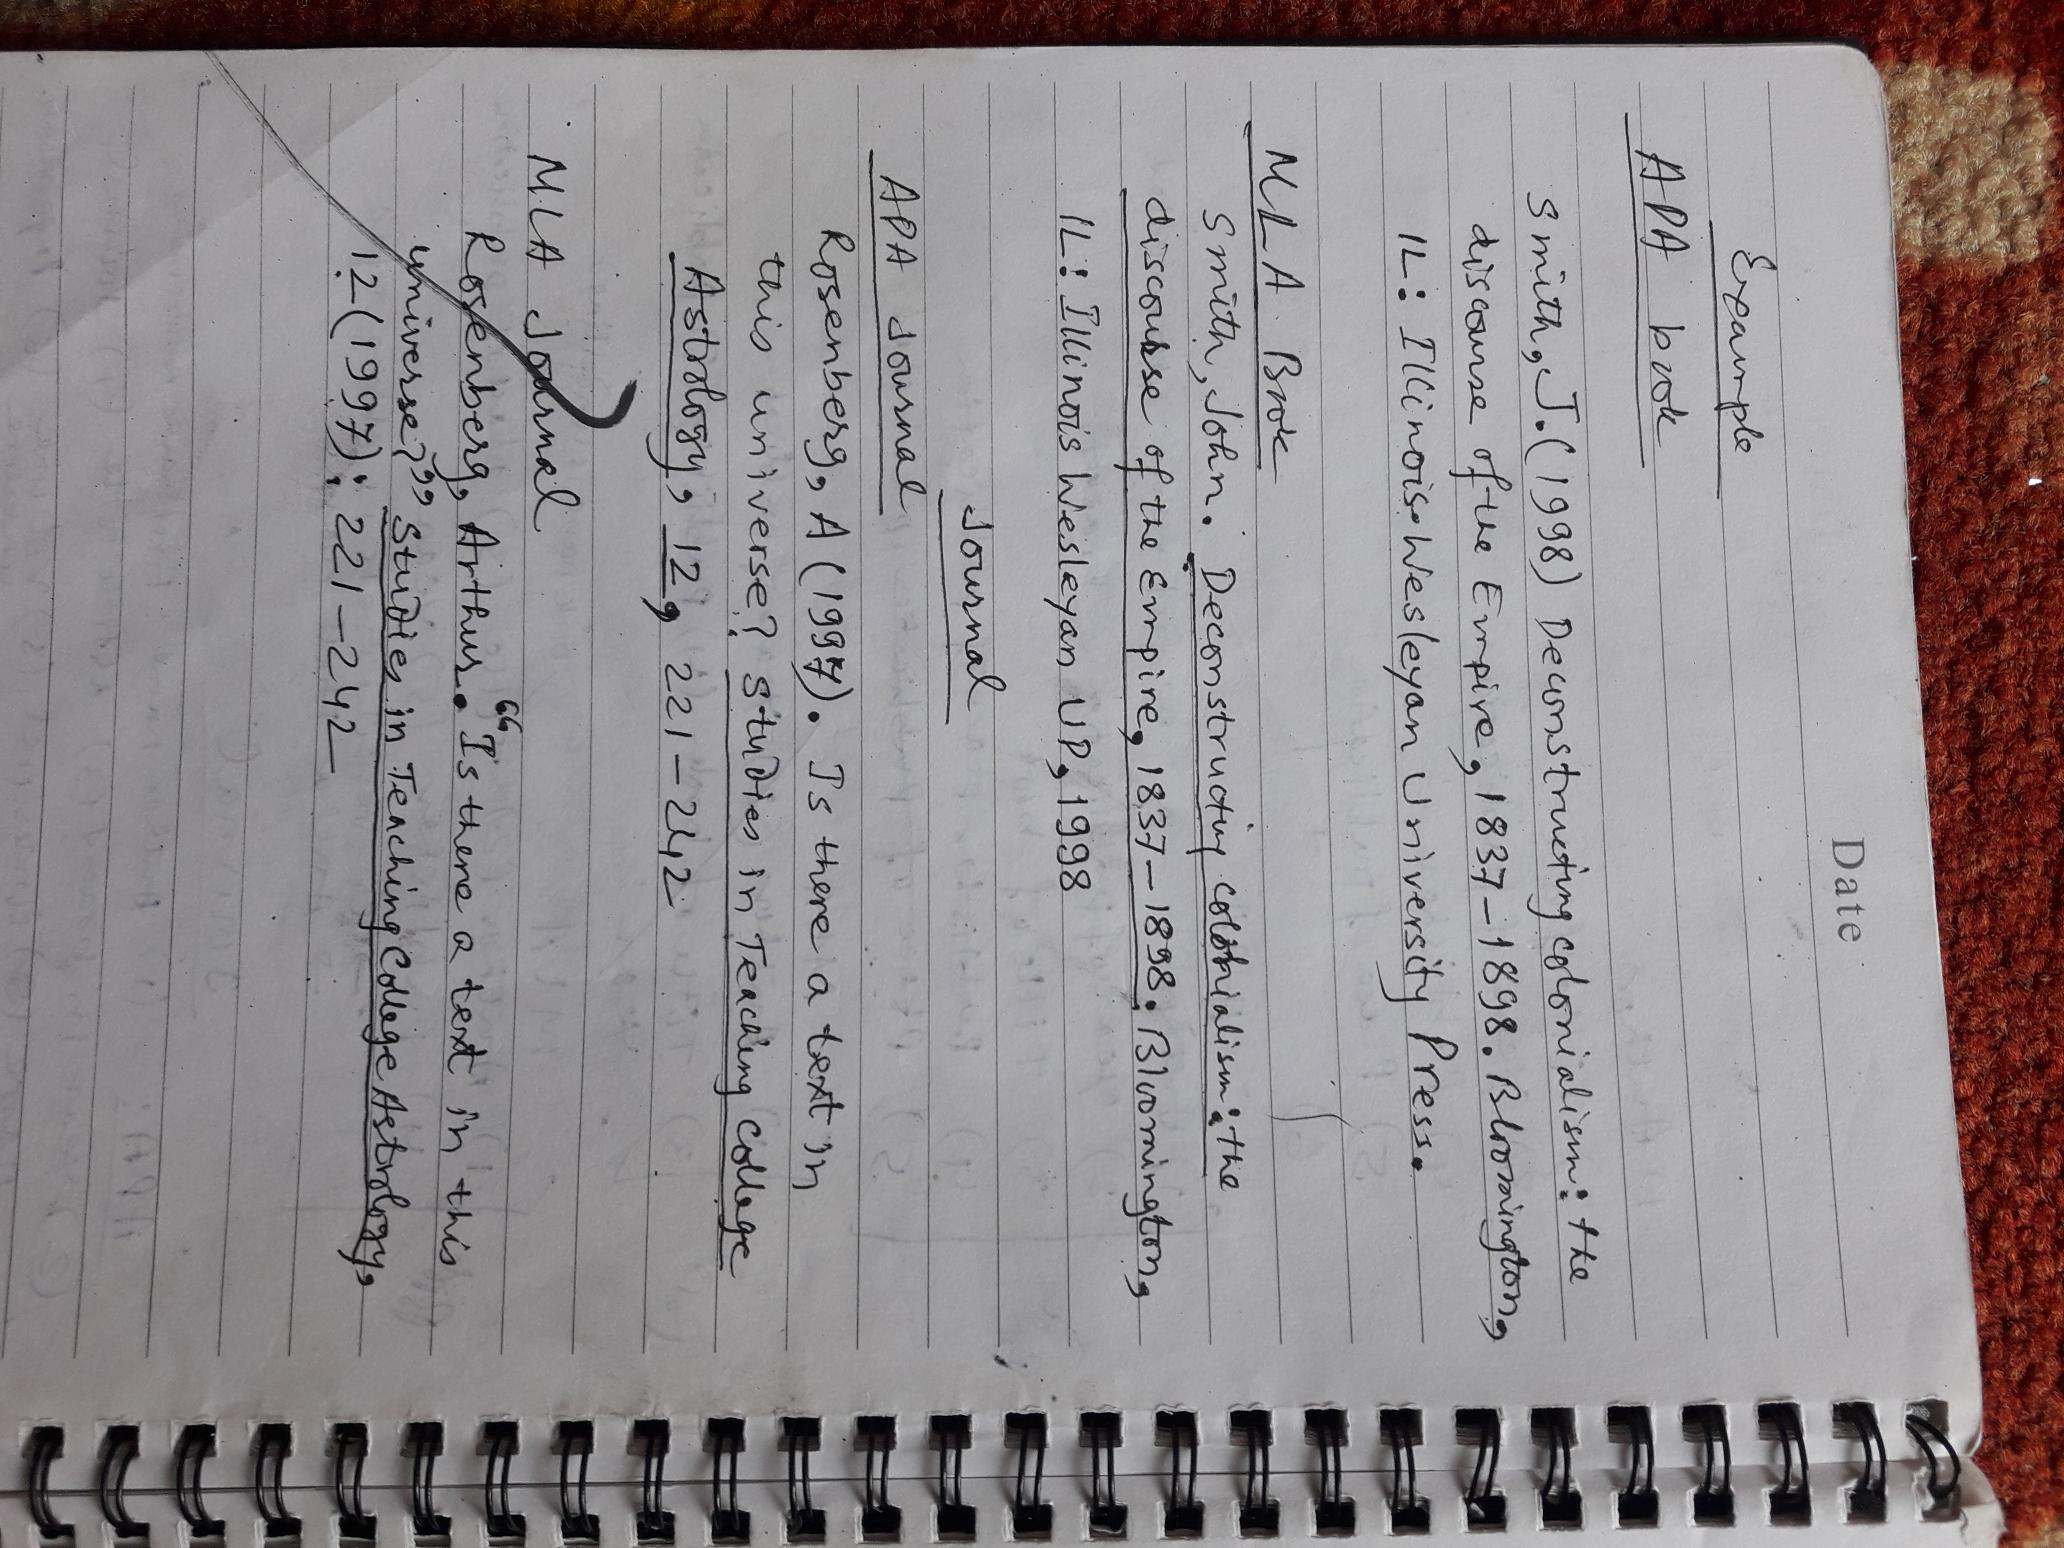 Date
Example
APA book
Smith, J. (1998) Deconstructing colonialism: the
discourse of the Empire, 1837–1898. Bloomington,
IL: Illinois Wesleyan University Press.
MLA Book
Smith, John. Deconstructing colonialism: the
discourse of the Empire, 1837–1898. Bloomington,
IL: Illinois Wesleyan UP, 1998
Journal
APA Journal
Rosenberg, A (1997). Is there a text in
this universe? Studies in Teaching College
Astrology, 12, 221–242
MLA Journal
Rosenberg, Arthur. “Is there a text in this
universe?” Studies in Teaching College Astrology,
12 (1997): 221–242